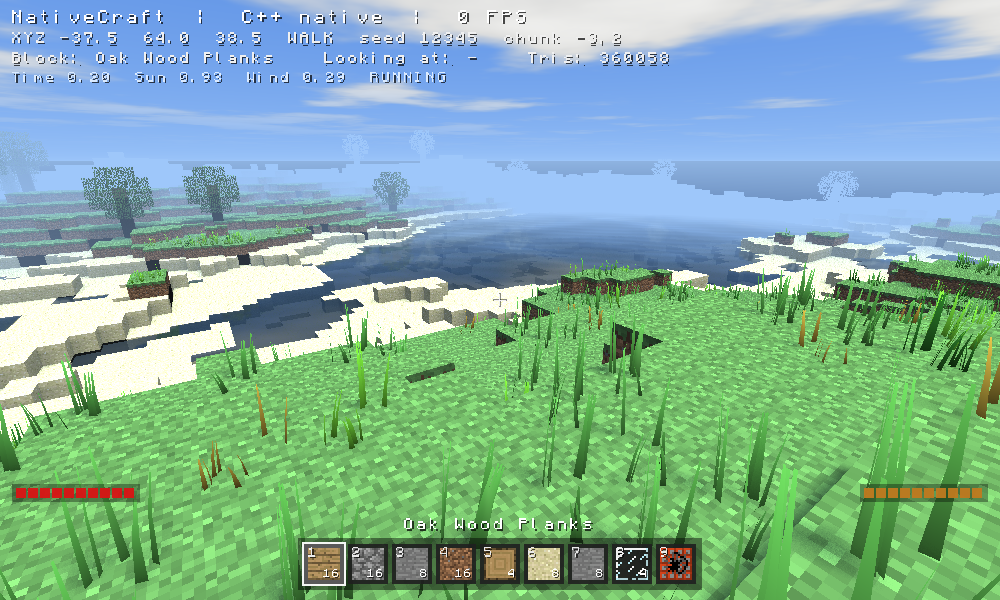 NativeCraft | C++ native | 0 FPS
XYZ -37.5 64.0 38.5 WALK seed 12345 chunk -3,2
Block: Oak Wood Planks Looking at: - Tris: 360058
Time 0.20 Sun 0.93 Wind 0.29 RUNNING
Oak Wood Planks
1 2 3 4 5 6 7 8 9
16 16 8 16 4 8 8 4